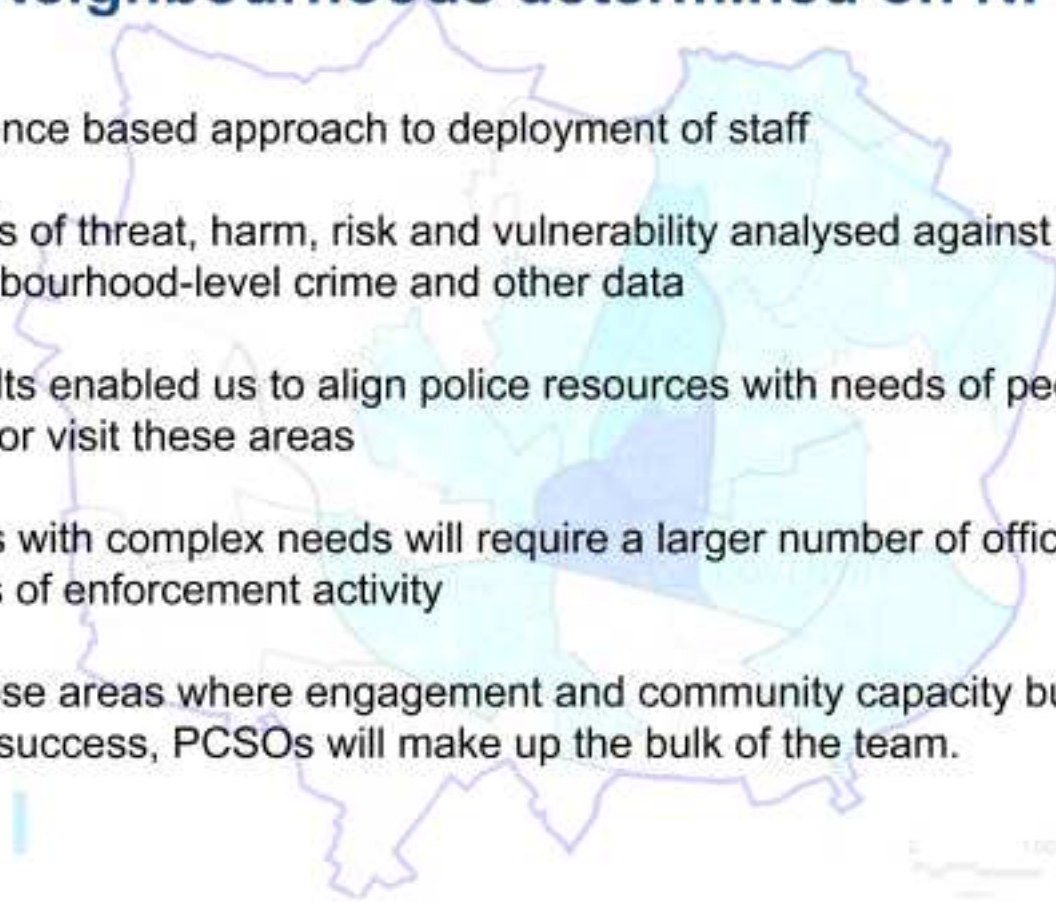 determined on
nce based approach to deployment of staff
s of threat, harm, risk and vulnerability analysed against
bourhood-level crime and other data
lts enabled us to align police resources with needs of
or visit these areas
s with complex needs will require a larger number of
s of enforcement activity
se areas where engagement and community capacity
success, PCSOs will make up the bulk of the team.